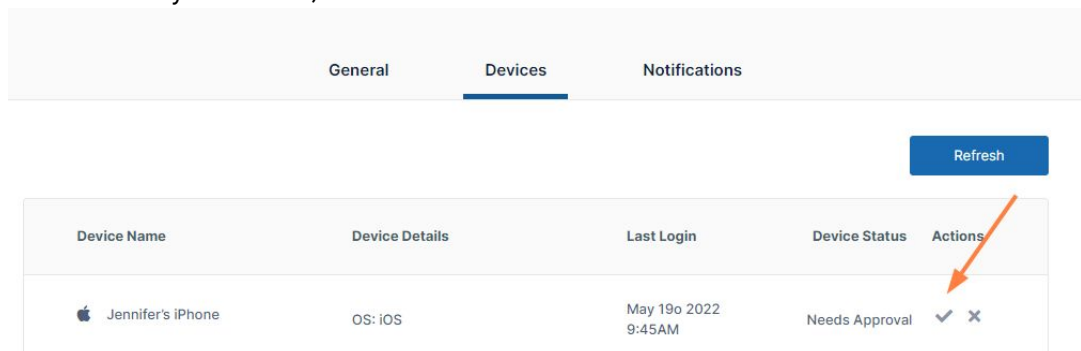 General Devices Notifications
Refresh
Device Name Device Details Last Login Device Status Actions
Jennifer's iPhone OS: iOS May 19o 2022 Needs Approval
9:45AM